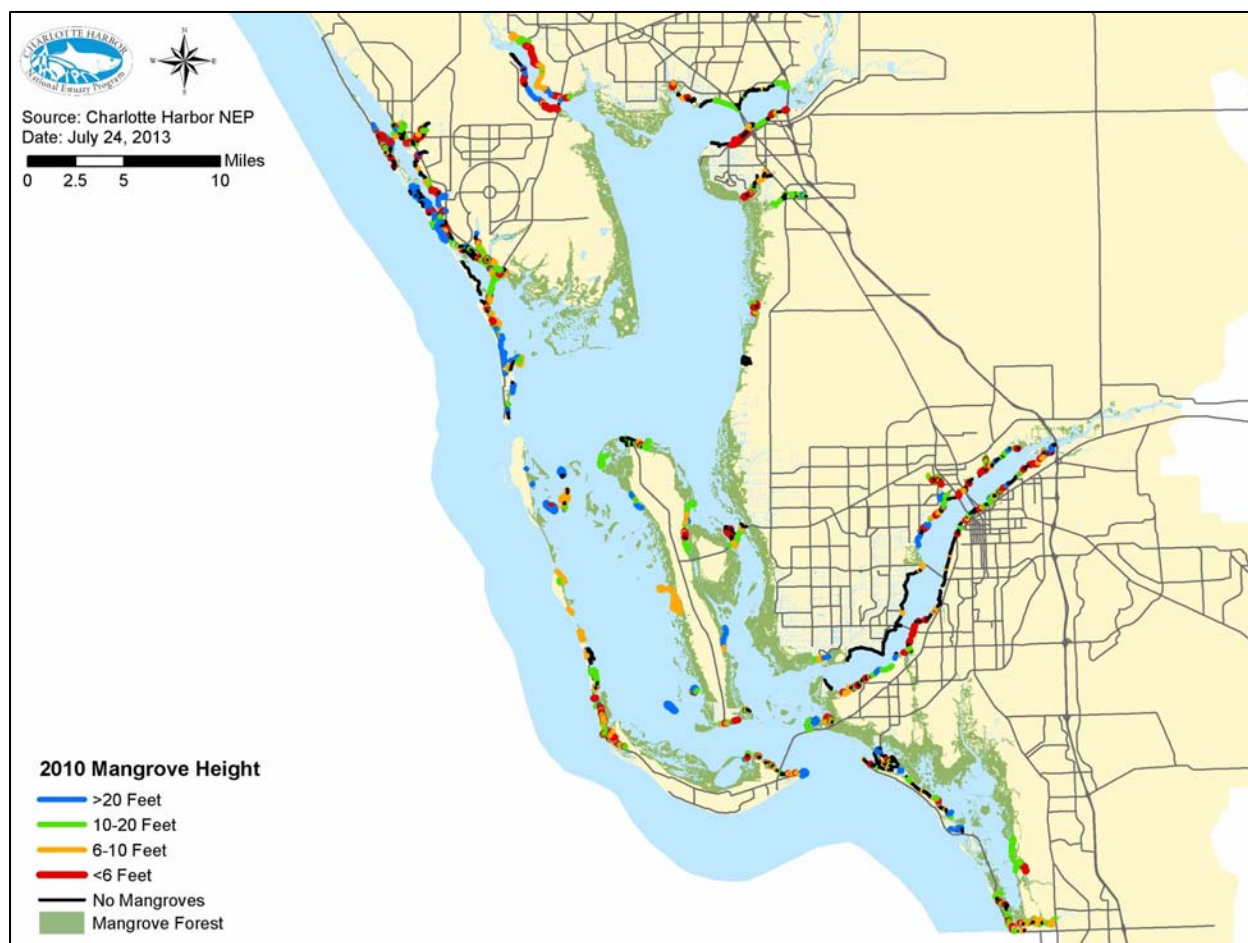 CHARLOTTE HARBOR
National Estuary Program
N
W
E
S
Source: Charlotte Harbor NEP
Date: July 24, 2013
Miles
0 2.5 5 10
2010 Mangrove Height
>20 Feet
10-20 Feet
6-10 Feet
<6 Feet
No Mangroves
Mangrove Forest